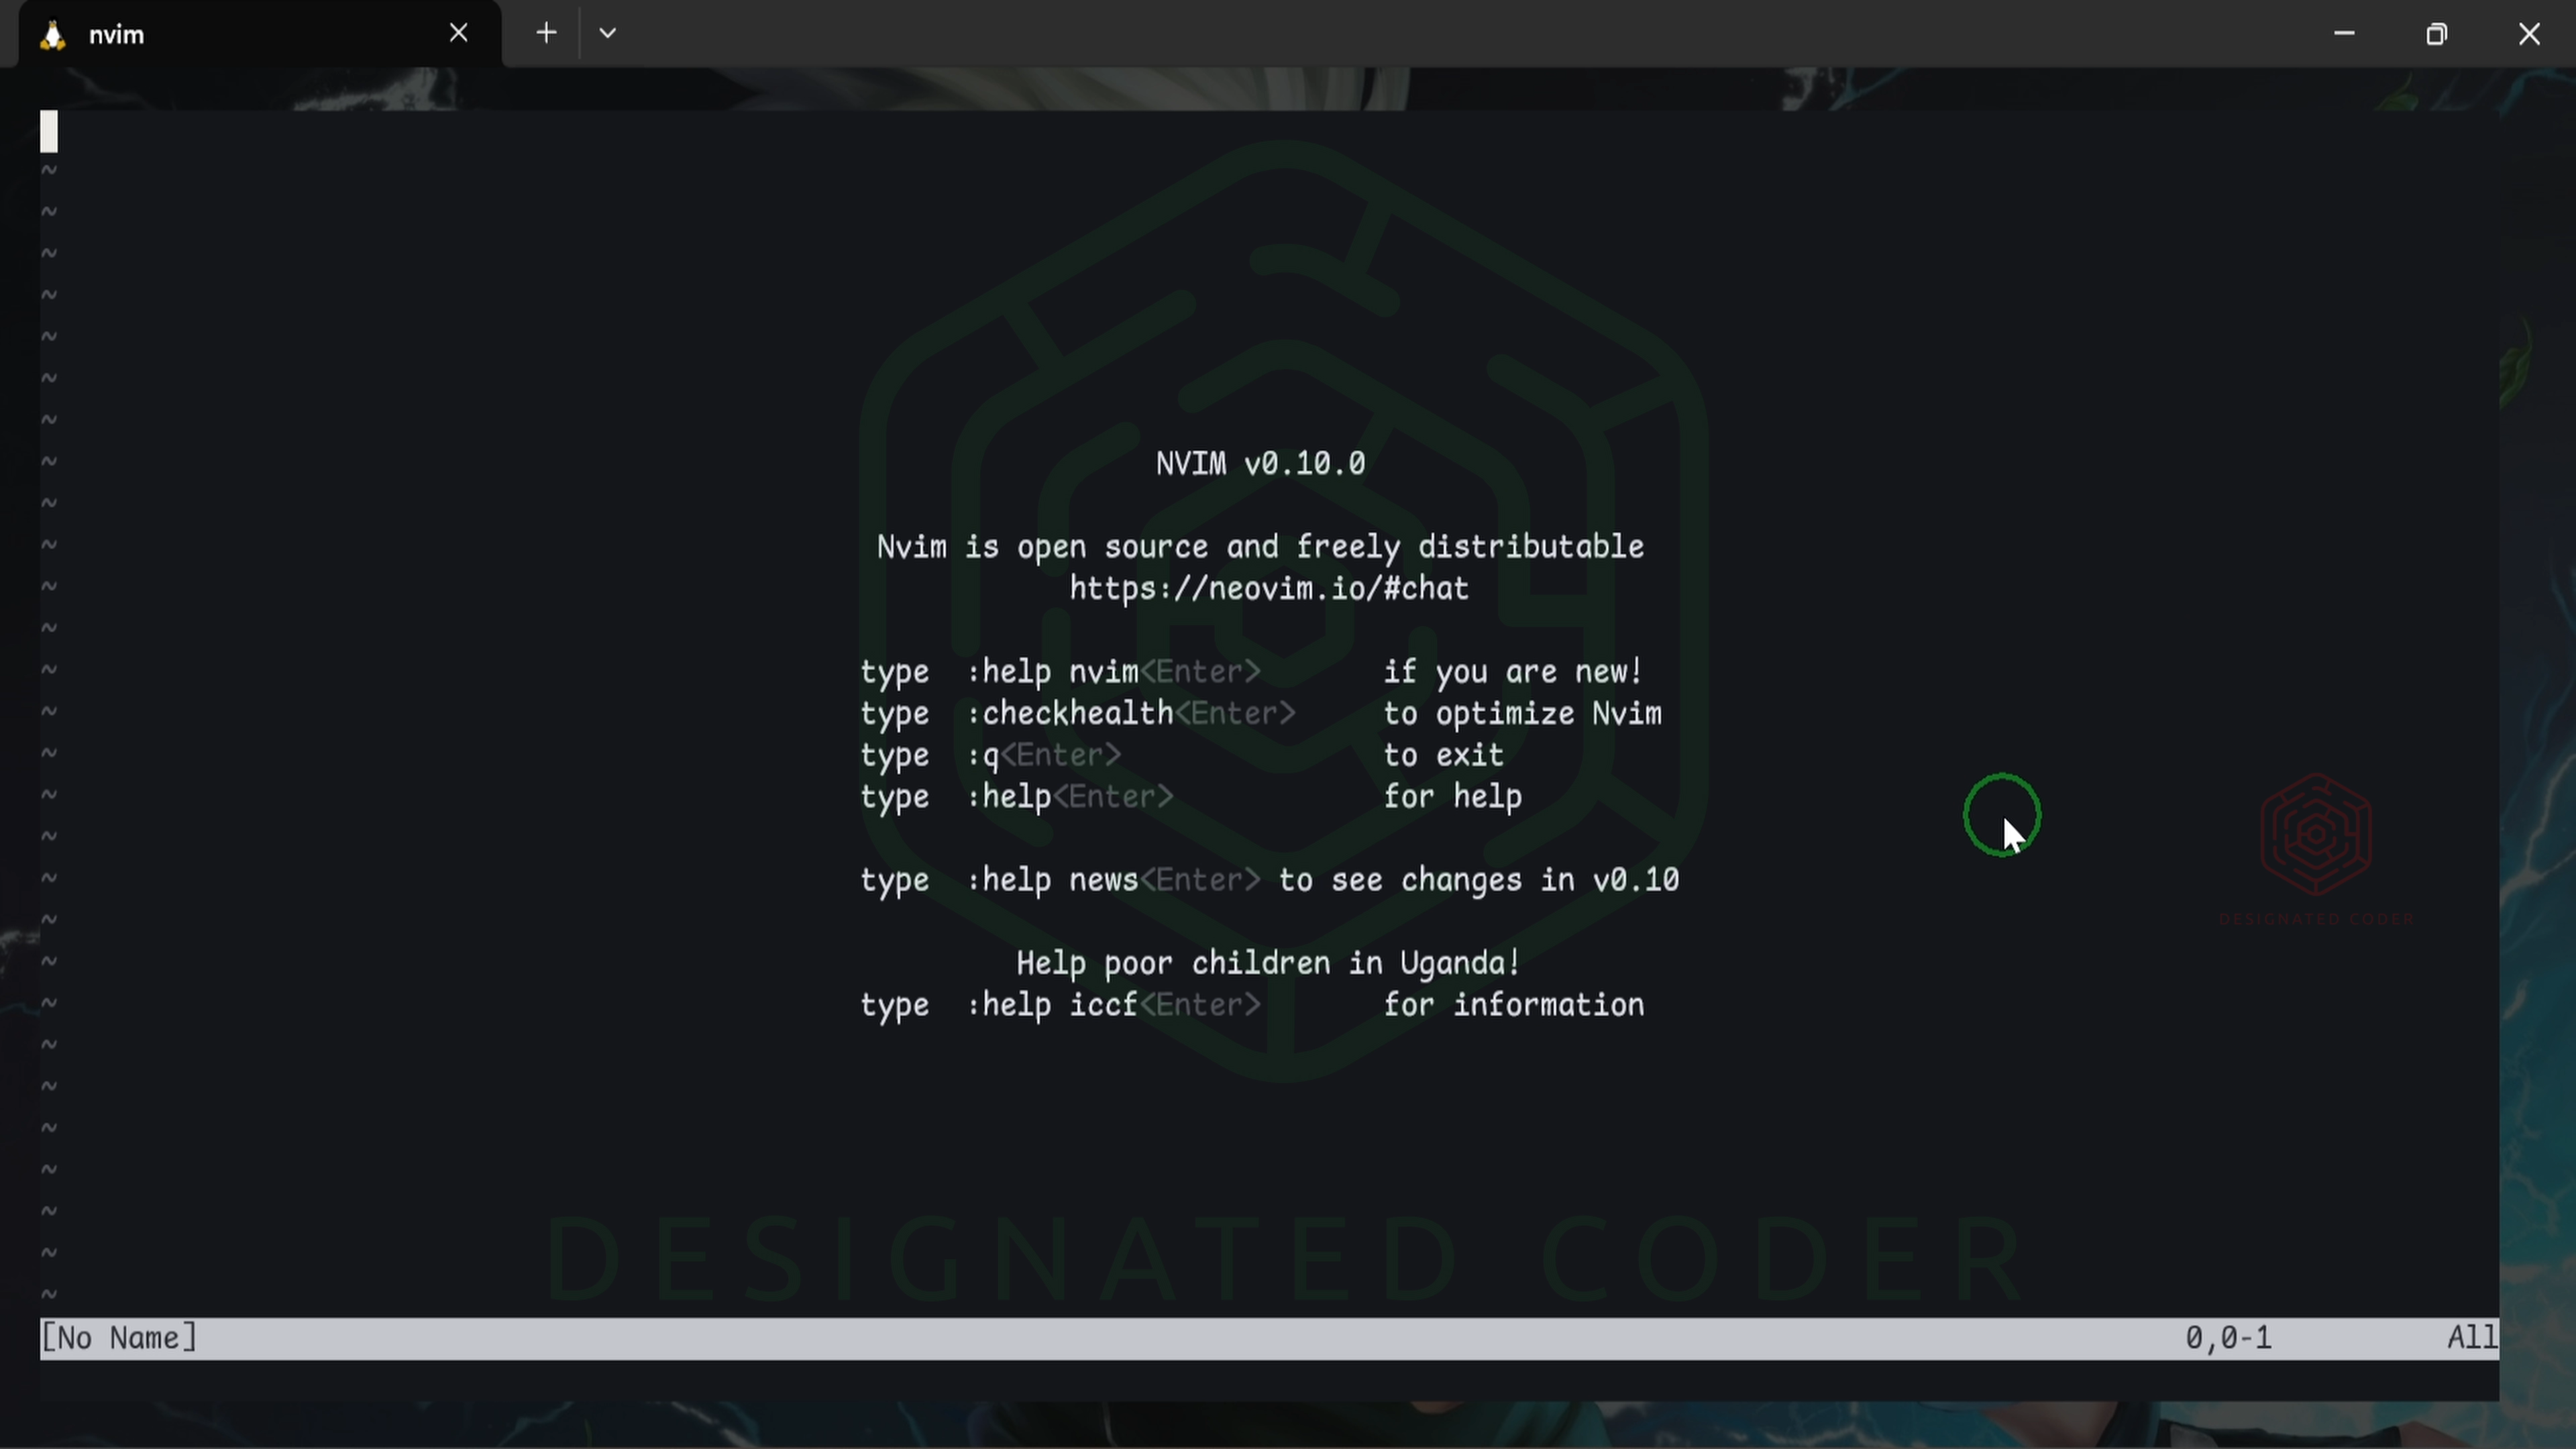 nvim
~
~
~
~
~
~
~
~
NVIM v0.10.0
~
~
Nvim is open source and freely distributable
~
https://neovim.io/#chat
~
~
type  :help nvim<Enter>       if you are new!
~
type  :checkhealth<Enter>     to optimize Nvim
~
type  :q<Enter>               to exit
~
type  :help<Enter>            for help
~
~
type  :help news<Enter> to see changes in v0.10
DESIGNATED CODER
~
~
Help poor children in Uganda!
~
type  :help iccf<Enter>       for information
~
~
~
~
~
DESIGNATED CODER
~
~
[No Name] 0,0-1 All